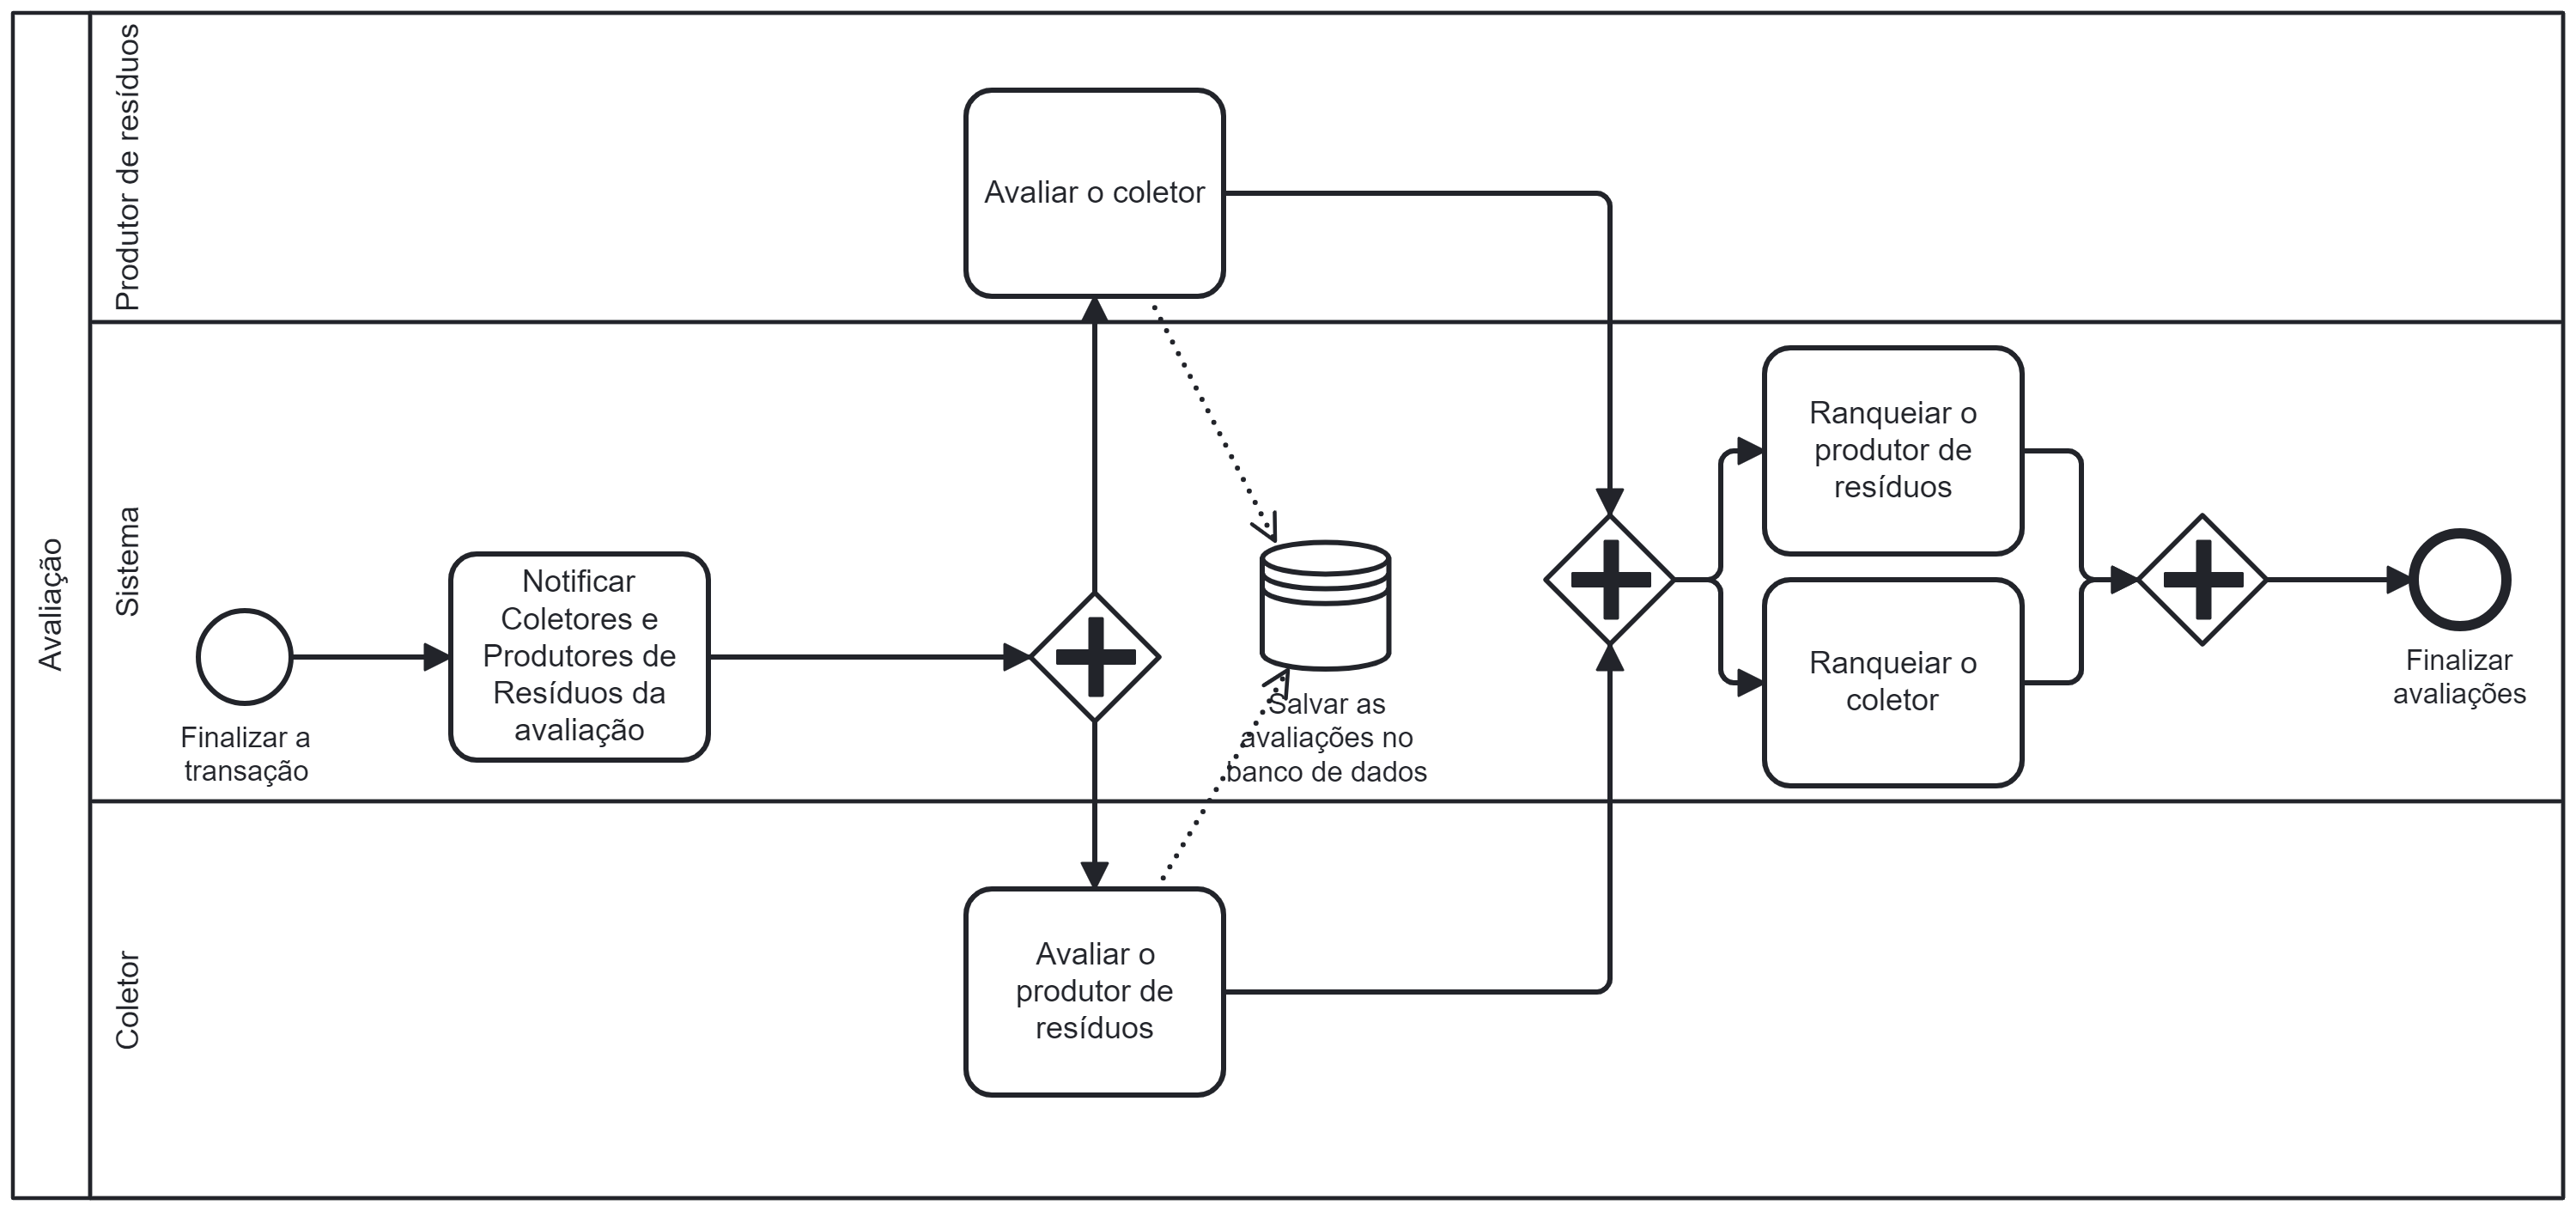 Avaliação
Produtor de resíduos
Avaliar o coletor
Sistema
Finalizar a
transação
Notificar
Coletores e
Produtores de
Resíduos da
avaliação
Salvar as
avaliações no
banco de dados
Ranqueiar o
produtor de
resíduos
Ranqueiar o
coletor
Finalizar
avaliações
Coletor
Avaliar o
produtor de
resíduos